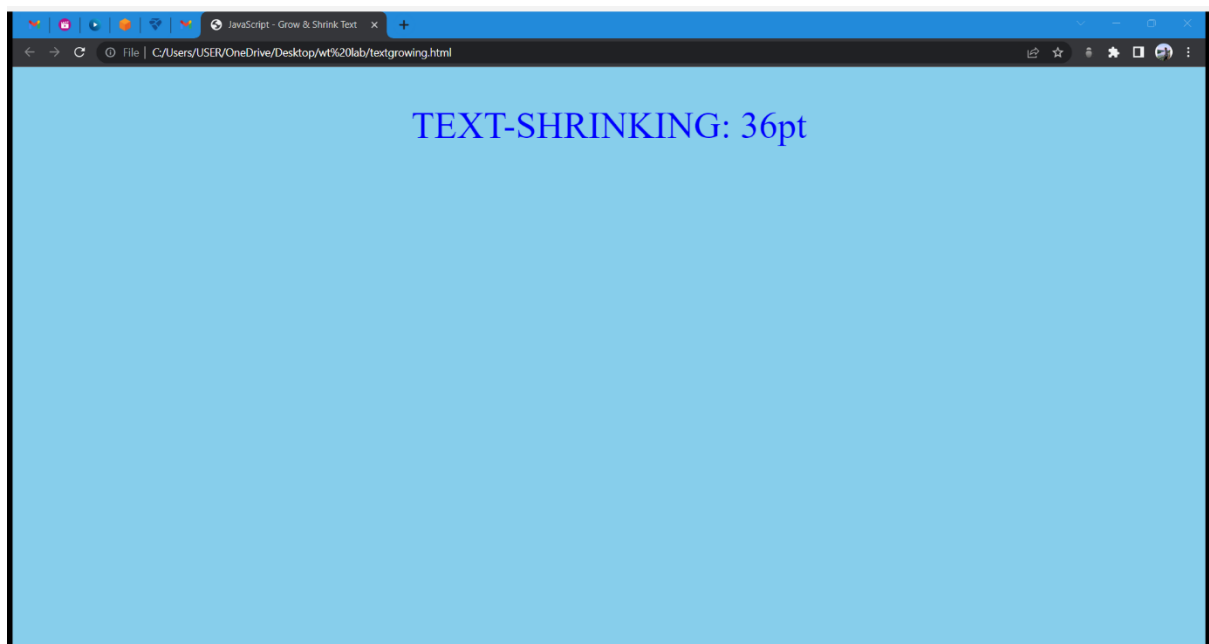 JavaScript - Grow & Shrink Text
File | C:/Users/USER/OneDrive/Desktop/wt%20lab/textgrowing.html
TEXT-SHRINKING: 36pt